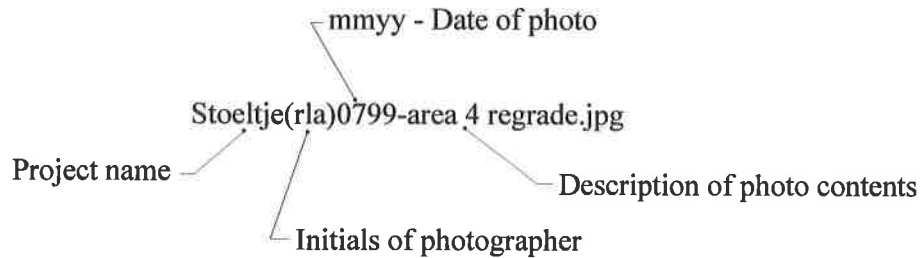 mmyy - Date of photo
Stoeltje(rla)0799-area 4 regrade.jpg
Project name
Description of photo contents
Initials of photographer